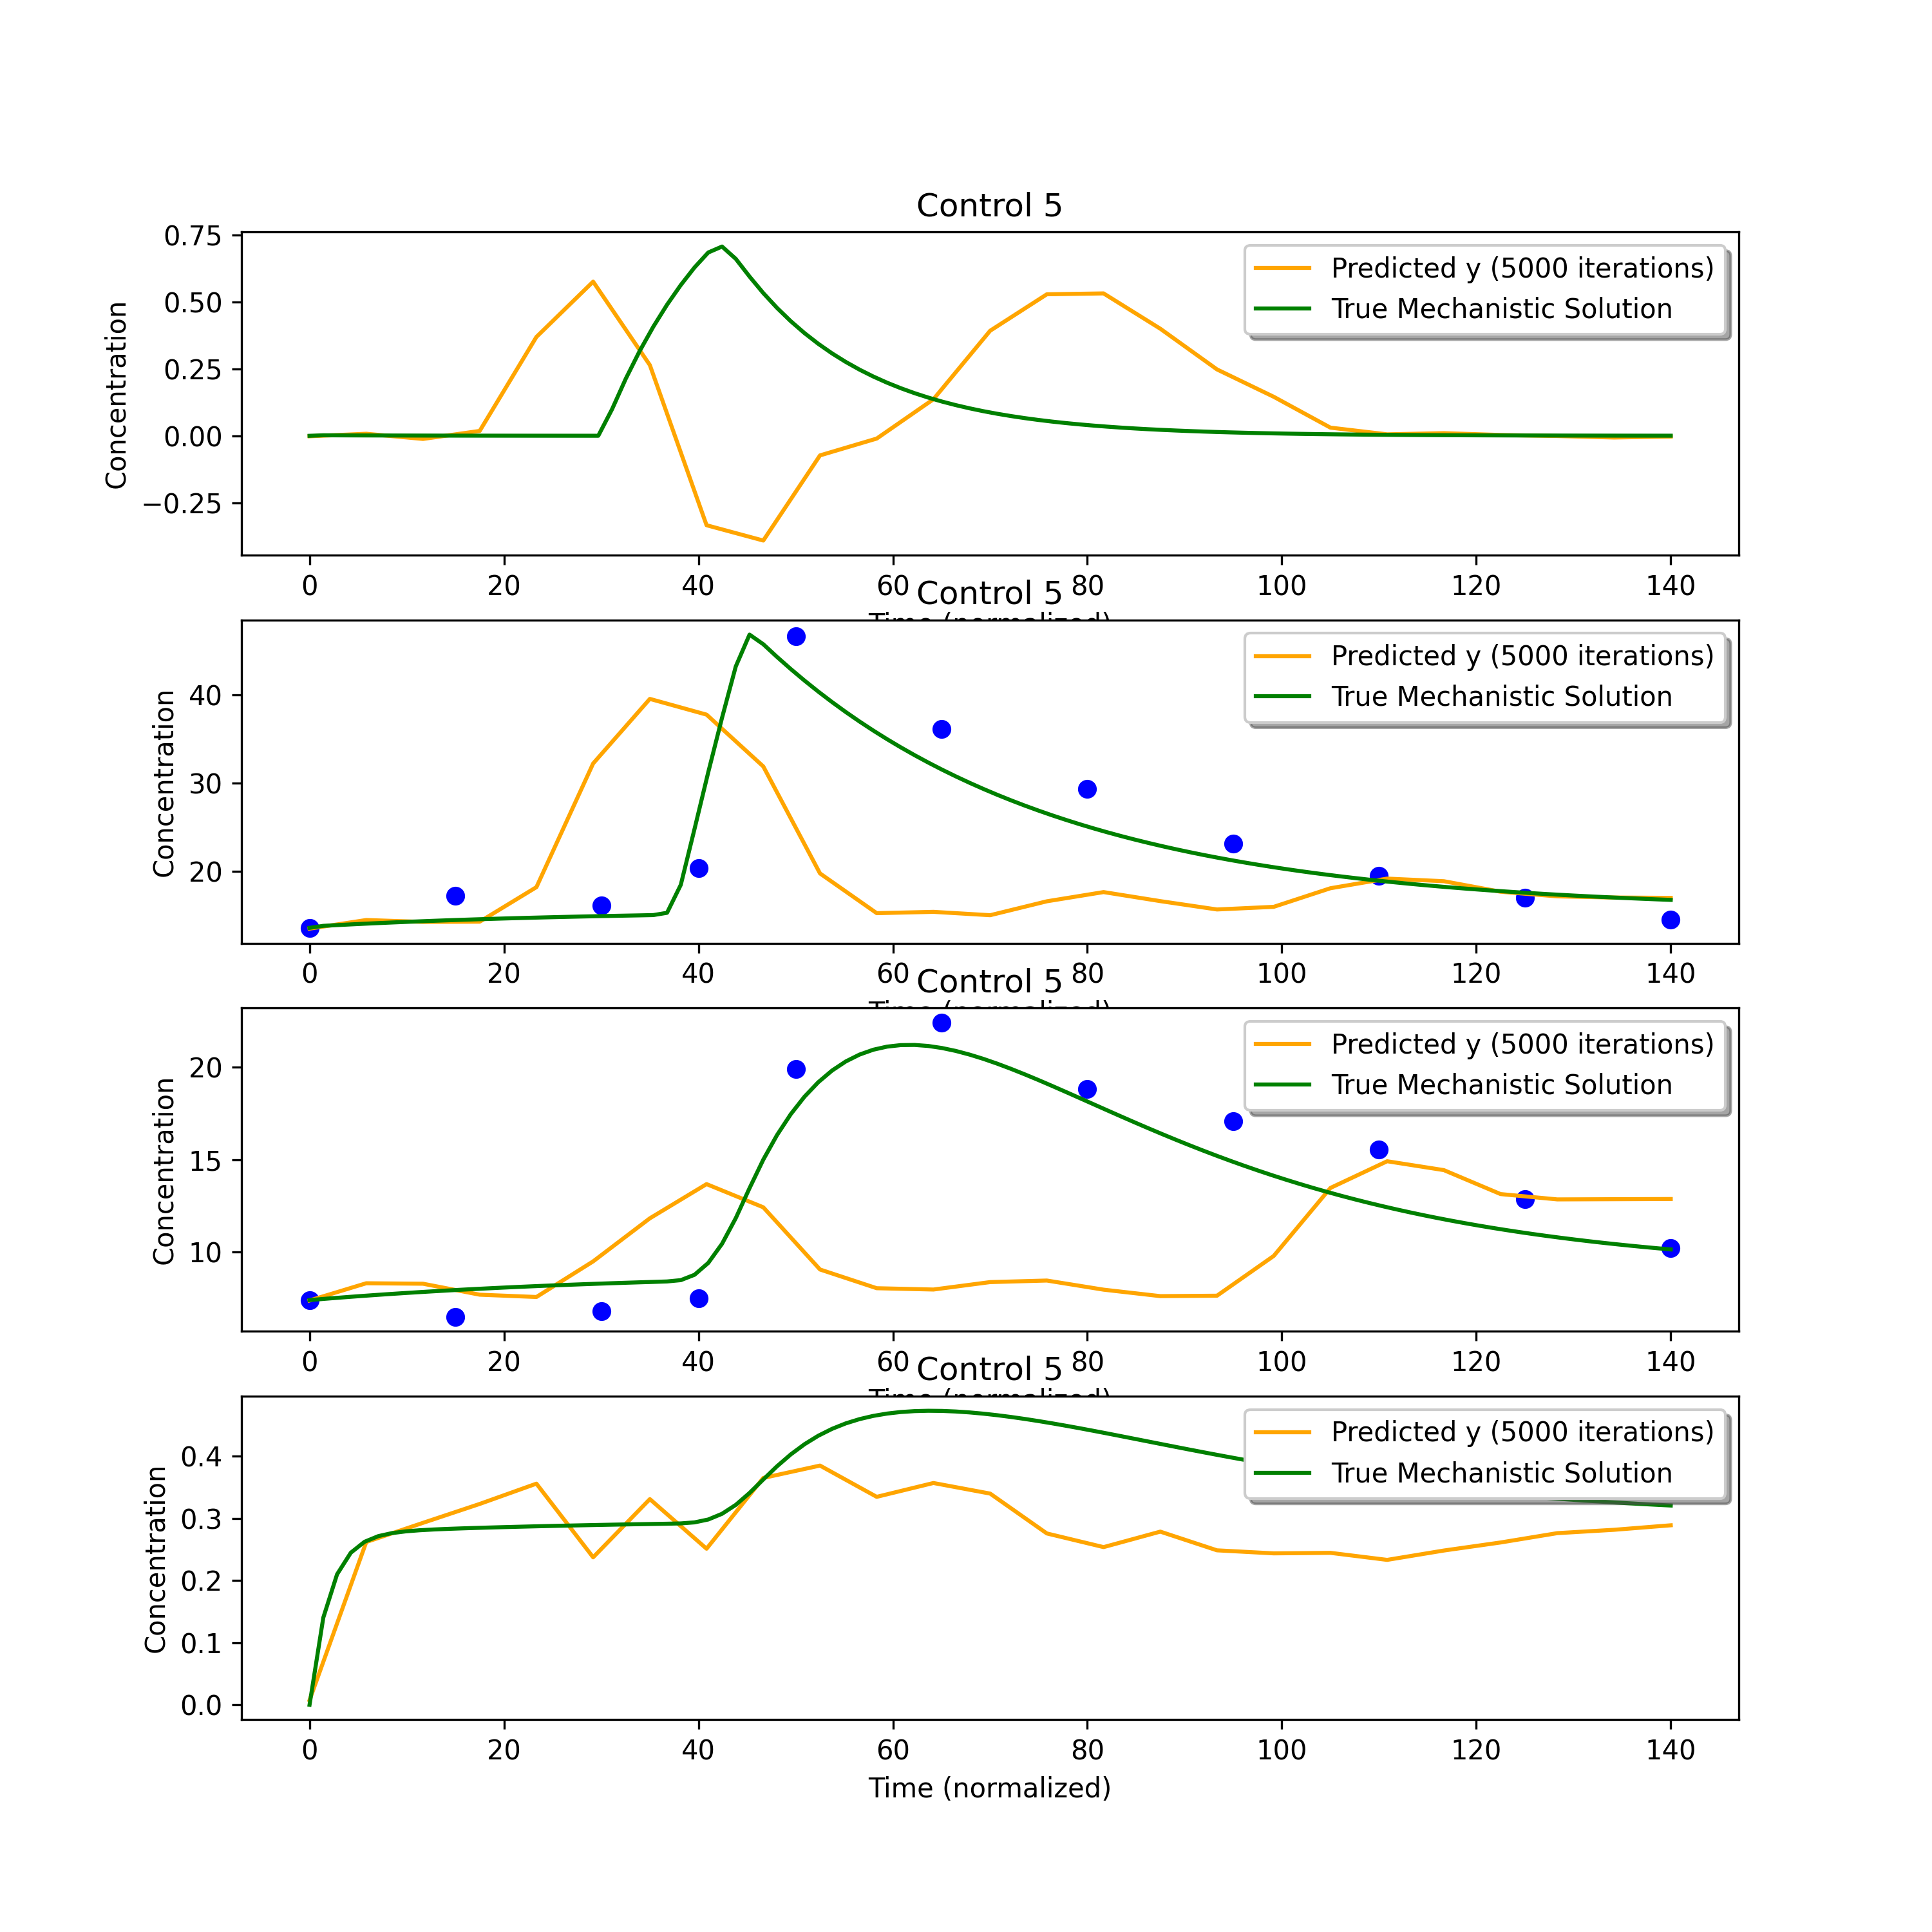 Control 5
Concentration
0.75
0.50
0.25
0.00
−0.25
Predicted y (5000 iterations)
True Mechanistic Solution
0 20 40 60 80 100 120 140
Control 5
Concentration
40
30
20
Predicted y (5000 iterations)
True Mechanistic Solution
0 20 40 60 80 100 120 140
Control 5
Concentration
20
15
10
Predicted y (5000 iterations)
True Mechanistic Solution
0 20 40 60 80 100 120 140
Control 5
Concentration
0.4
0.3
0.2
0.1
0.0
Predicted y (5000 iterations)
True Mechanistic Solution
0 20 40 60 80 100 120 140
Time (normalized)